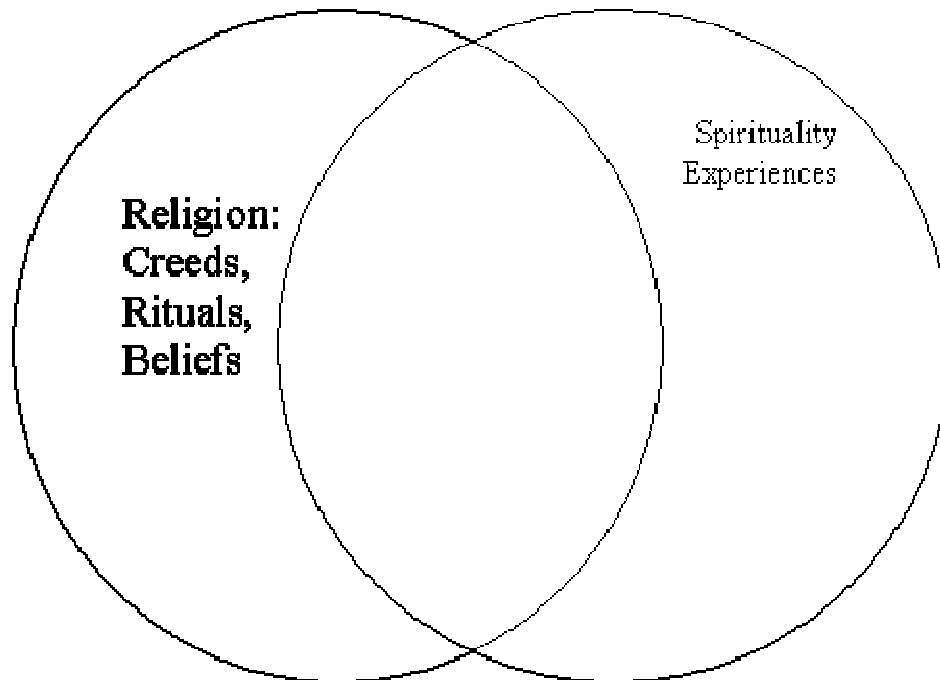 Religion:
Creeds,
Rituals,
Beliefs
Spirituality
Experiences